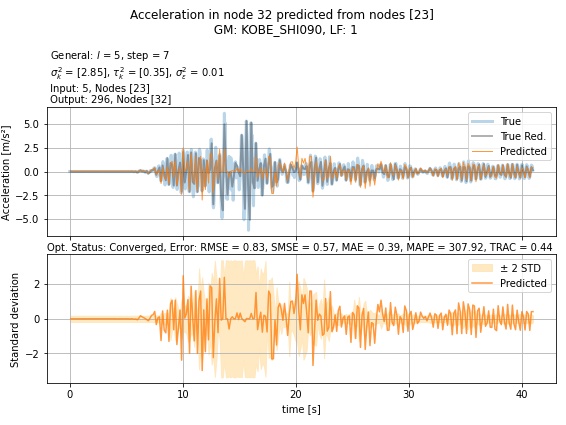 Acceleration in node 32 predicted from nodes [23]
GM: KOBE_SHI090, LF: 1
General: l = 5, step = 7
σ²ₖ = [2.85], τ²ₖ = [0.35], σ²ε = 0.01
Input: 5, Nodes [23]
Output: 296, Nodes [32]
Acceleration [m/s²]
5.0
2.5
0.0
−2.5
−5.0
True
True Red.
Predicted
Opt. Status: Converged, Error: RMSE = 0.83, SMSE = 0.57, MAE = 0.39, MAPE = 307.92, TRAC = 0.44
Standard deviation
2
0
−2
± 2 STD
Predicted
0
10
20
30
40
time [s]